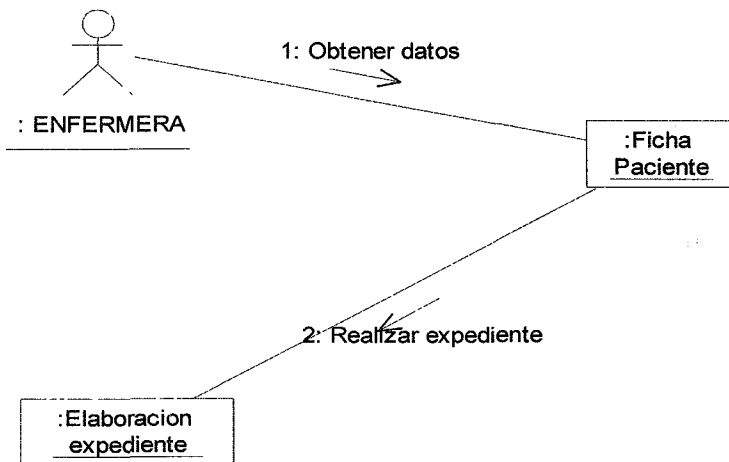 1: Obtener datos
: ENFERMERA
:Ficha
Paciente
2: Realizar expediente
:Elaboracion
expediente